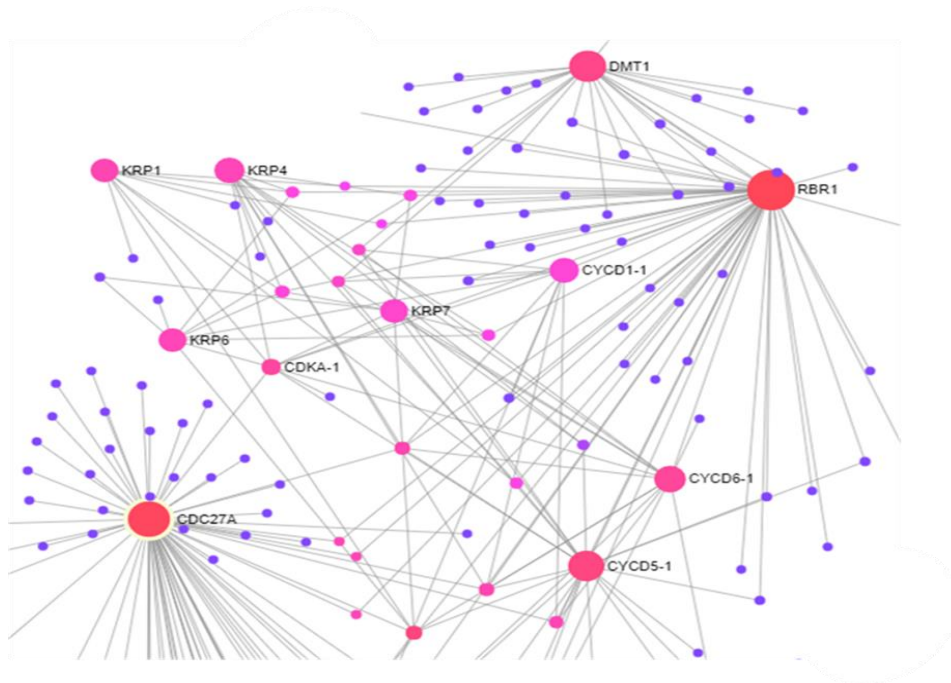 DMT1
KRP1
KRP4
RBR1
CYCD1-1
KRP7
KRP6
CDKA-1
CYCD6-1
CDC27A
CYCD5-1